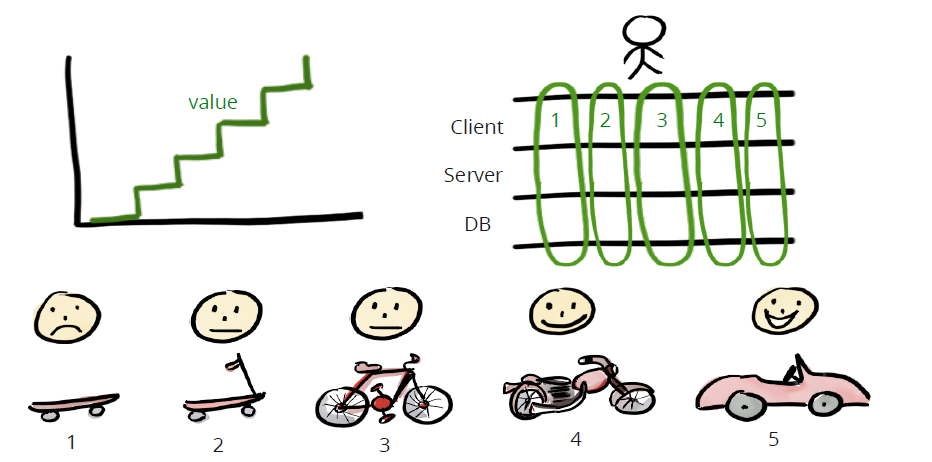 value
Client
1 2 3 4 5
Server
DB
1 2 3 4 5